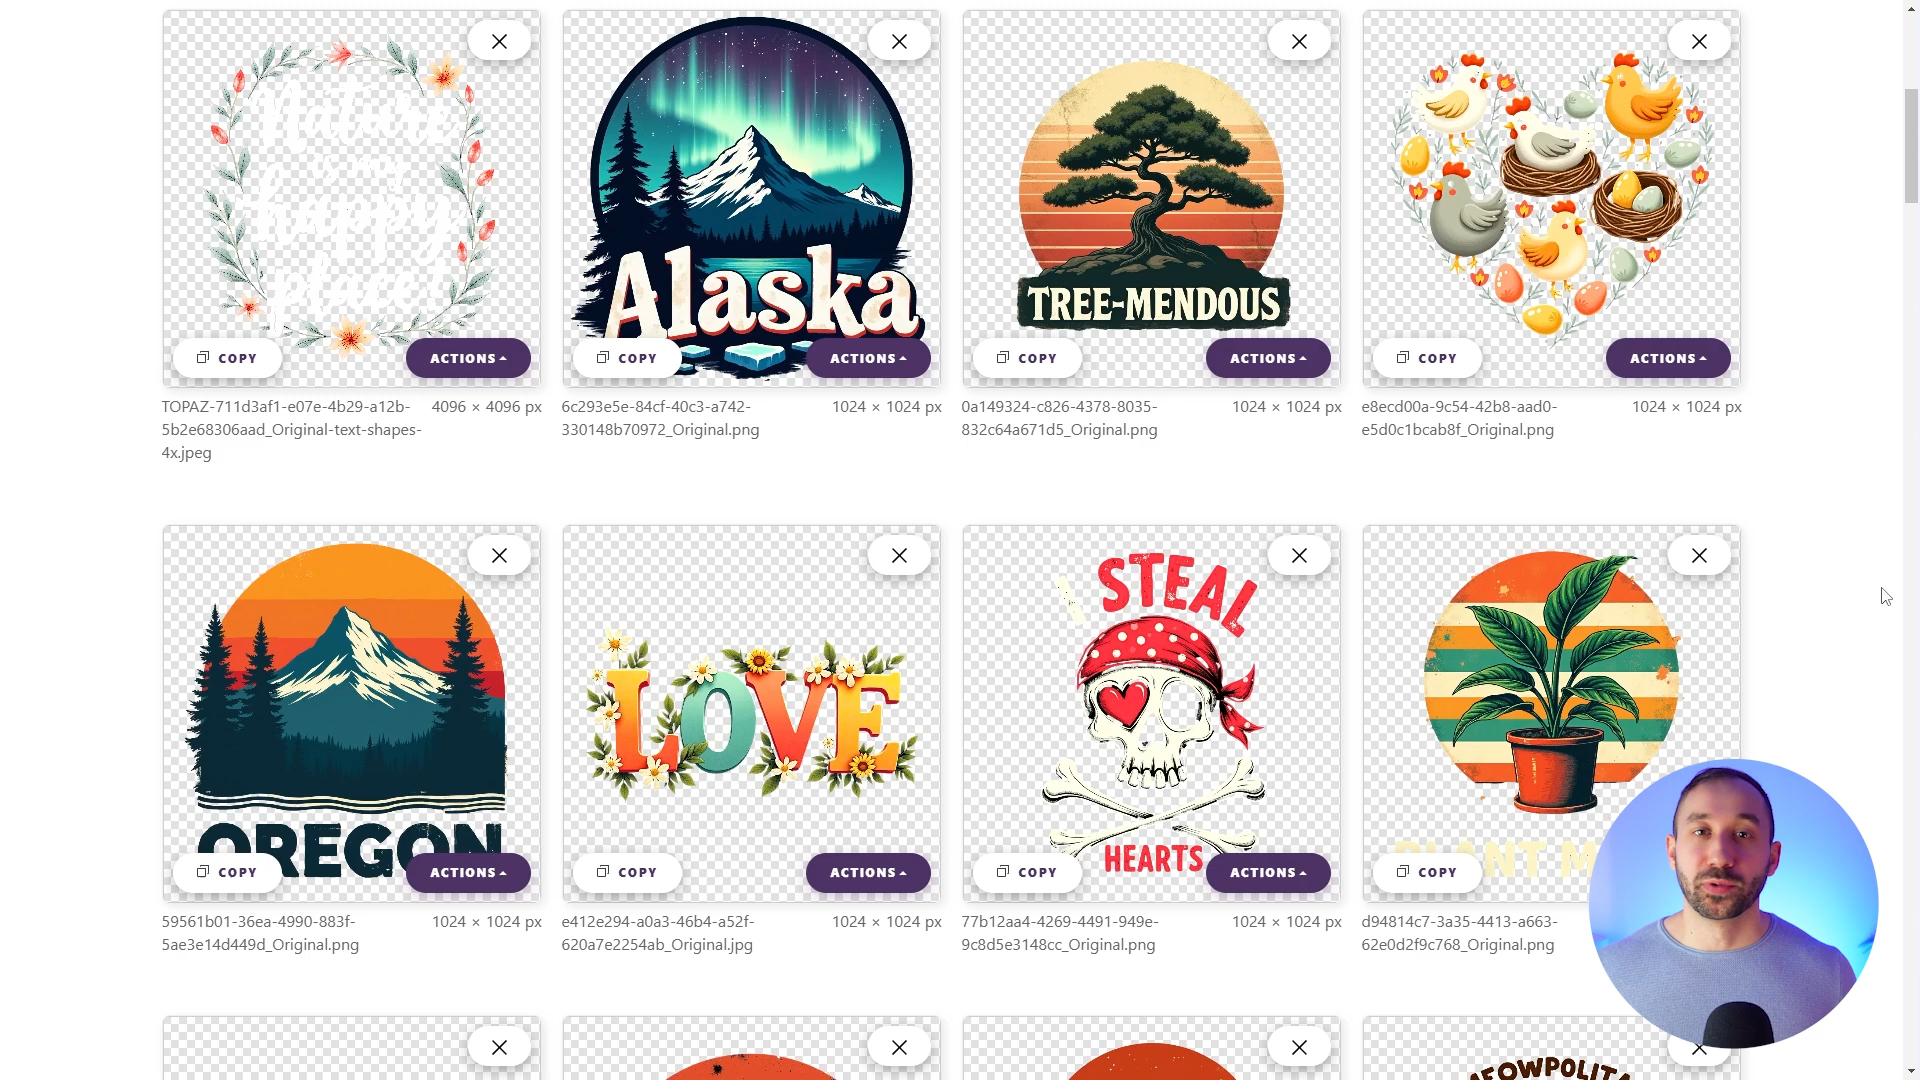 Alaska
TREE-MENDOUS
COPY
ACTIONS
COPY
ACTIONS
COPY
ACTIONS
COPY
ACTIONS
TOPAZ-711d3af1-e07e-4b29-a12b-
5b2e68306aad_Original-text-shapes-
4x.jpeg
4096 × 4096 px
6c293e5e-84cf-40c3-a742-
330148b70972_Original.png
1024 × 1024 px
0a149324-c826-4378-8035-
832c64a671d5_Original.png
1024 × 1024 px
e8ecd00a-9c54-42b8-aad0-
e5d0c1bcab8f_Original.png
1024 × 1024 px
OREGON
LOVE
I STEAL
HEARTS
PLANT M
COPY
ACTIONS
COPY
ACTIONS
COPY
ACTIONS
COPY
59561b01-36ea-4990-883f-
5ae3e14d449d_Original.png
1024 × 1024 px
e412e294-a0a3-46b4-a52f-
620a7e2254ab_Original.jpg
1024 × 1024 px
77b12aa4-4269-4491-949e-
9c8d5e3148cc_Original.png
1024 × 1024 px
d94814c7-3a35-4413-a663-
62e0d2f9c768_Original.png